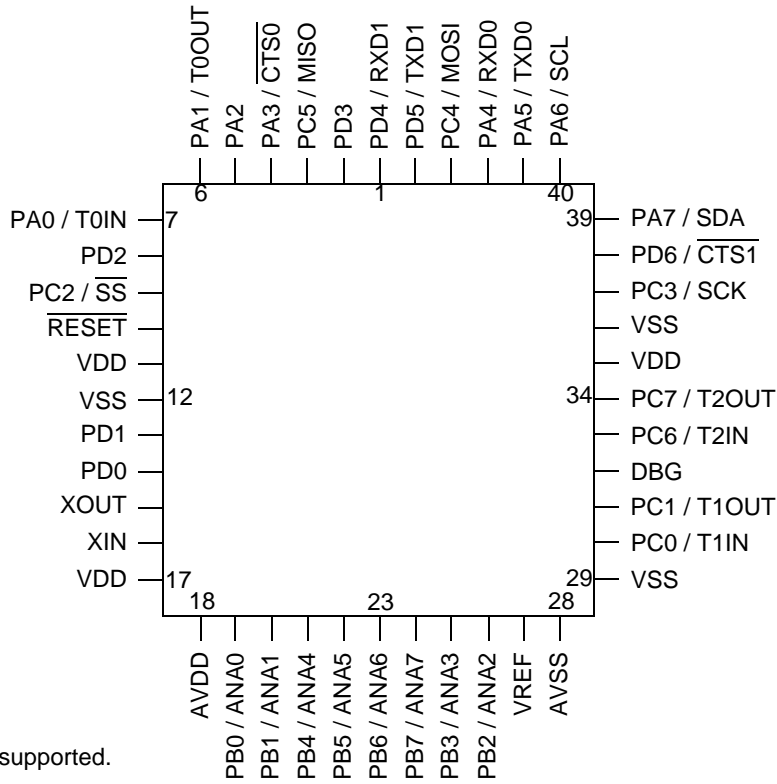 PA1 / T0OUT
PA2
PA3 / CTS0
PC5 / MISO
PD3
PD4 / RXD1
PD5 / TXD1
PC4 / MOSI
PA4 / RXD0
PA5 / TXD0
PA6 / SCL
6
1
40
PA0 / T0IN
7
39
PA7 / SDA
PD2
PD6 / CTS1
PC2 / SS
PC3 / SCK
RESET
VSS
VDD
VDD
VSS
12
34
PC7 / T2OUT
PD1
PC6 / T2IN
PD0
DBG
XOUT
PC1 / T1OUT
XIN
PC0 / T1IN
VDD
17
29
VSS
18
23
28
AVDD
PB0 / ANA0
PB1 / ANA1
PB4 / ANA4
PB5 / ANA5
PB6 / ANA6
PB7 / ANA7
PB3 / ANA3
PB2 / ANA2
VREF
AVSS
supported.